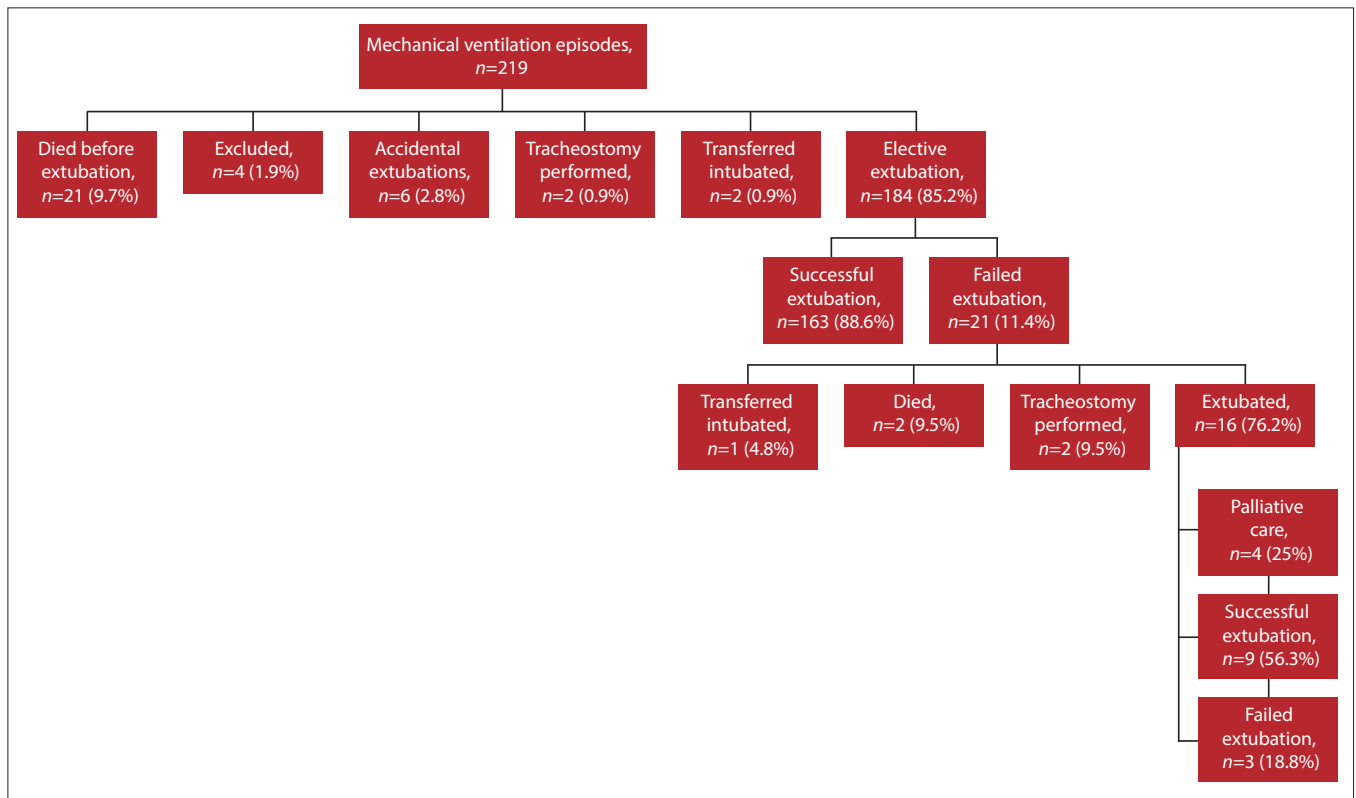 Mechanical ventilation episodes,
n=219
Died before
extubation,
n=21 (9.7%)
Excluded,
n=4 (1.9%)
Accidental
extubations,
n=6 (2.8%)
Tracheostomy
performed,
n=2 (0.9%)
Transferred
intubated,
n=2 (0.9%)
Elective
extubation,
n=184 (85.2%)
Successful
extubation,
n=163 (88.6%)
Failed
extubation,
n=21 (11.4%)
Transferred
intubated,
n=1 (4.8%)
Died,
n=2 (9.5%)
Tracheostomy
performed,
n=2 (9.5%)
Extubated,
n=16 (76.2%)
Palliative
care,
n=4 (25%)
Successful
extubation,
n=9 (56.3%)
Failed
extubation,
n=3 (18.8%)